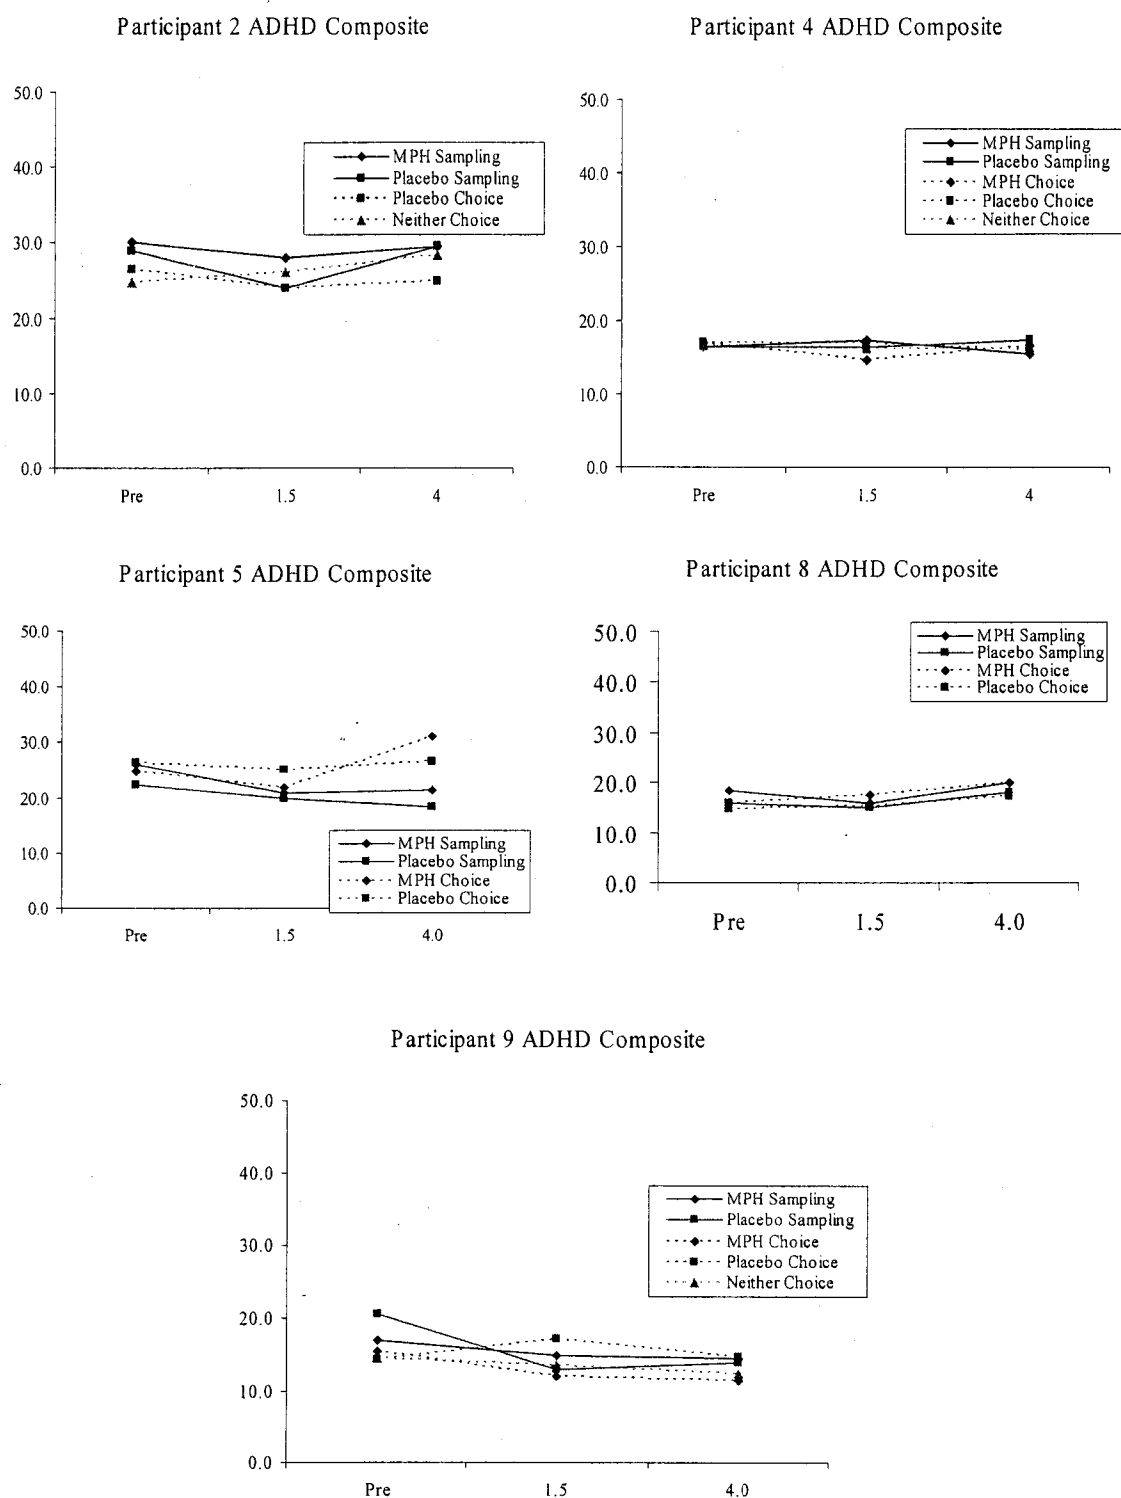 Participant 2 ADHD Composite
50.0
40.0
30.0
20.0
10.0
0.0
MPH Sampling
Placebo Sampling
Placebo Choice
Neither Choice
Pre
1.5
4
Participant 4 ADHD Composite
50.0
40.0
30.0
20.0
10.0
0.0
MPH Sampling
Placebo Sampling
MPH Choice
Placebo Choice
Neither Choice
Pre
1.5
4
Participant 5 ADHD Composite
50.0
40.0
30.0
20.0
10.0
0.0
MPH Sampling
Placebo Sampling
MPH Choice
Placebo Choice
Pre
1.5
4.0
Participant 8 ADHD Composite
50.0
40.0
30.0
20.0
10.0
0.0
MPH Sampling
Placebo Sampling
MPH Choice
Placebo Choice
Pre
1.5
4.0
Participant 9 ADHD Composite
50.0
40.0
30.0
20.0
10.0
0.0
MPH Sampling
Placebo Sampling
MPH Choice
Placebo Choice
Neither Choice
Pre
1.5
4.0